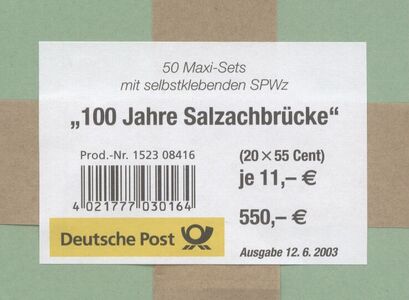 50 Maxi-Sets
mit selbstklebenden SPWz
„100 Jahre Salzachbrücke“
Prod.-Nr. 1523 08416
(20 × 55 Cent)
je 11,– €
4 021777 030164
550,– €
Deutsche Post
Ausgabe 12. 6. 2003